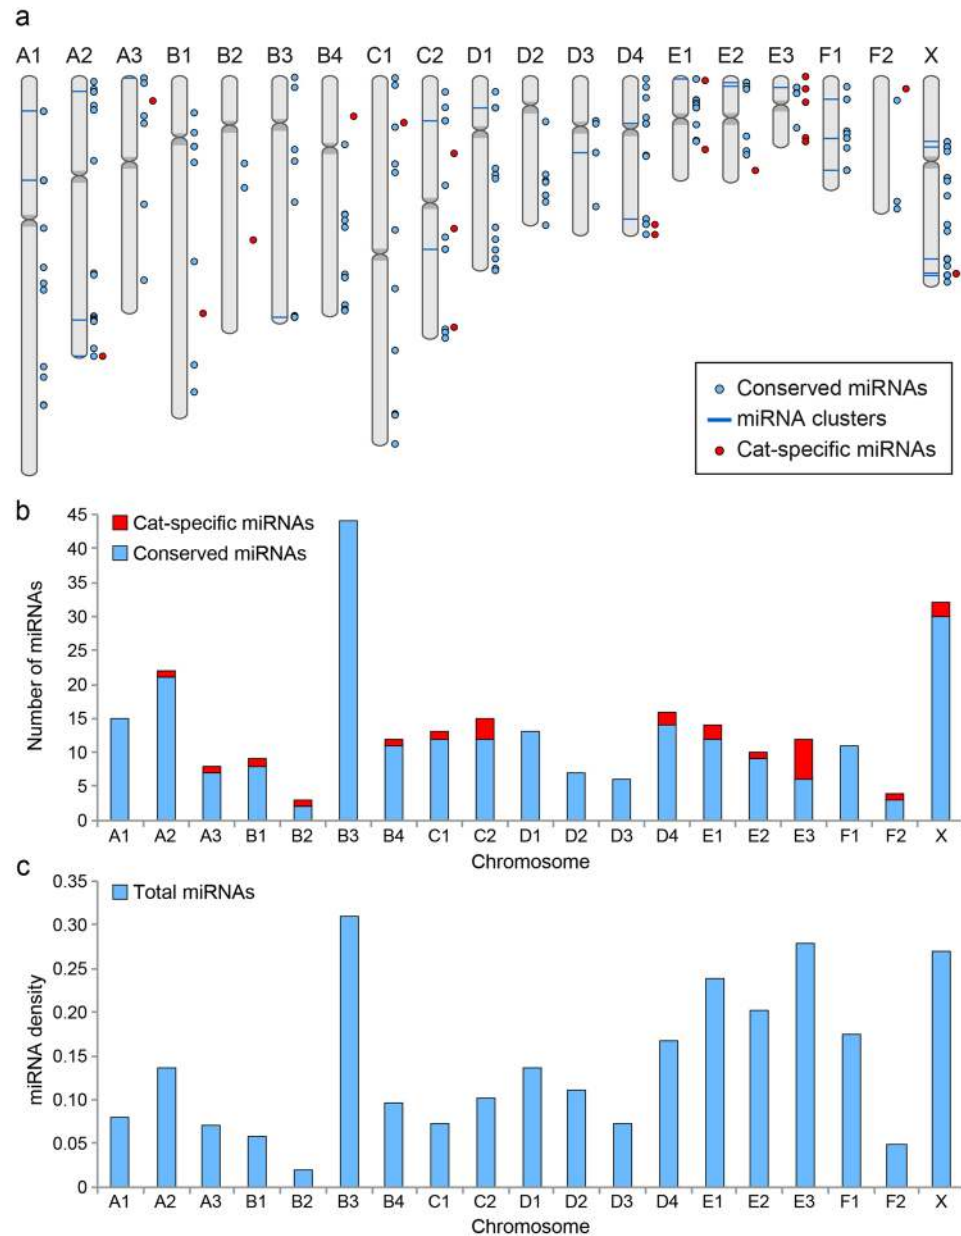 a
A1 A2 A3 B1 B2 B3 B4 C1 C2 D1 D2 D3 D4 E1 E2 E3 F1 F2 X
Conserved miRNAs
miRNA clusters
Cat-specific miRNAs
b
Number of miRNAs
45
40
35
30
25
20
15
10
5
0
Cat-specific miRNAs
Conserved miRNAs
A1 A2 A3 B1 B2 B3 B4 C1 C2 D1 D2 D3 D4 E1 E2 E3 F1 F2 X
Chromosome
c
miRNA density
0.35
0.30
0.25
0.20
0.15
0.10
0.05
0
Total miRNAs
A1 A2 A3 B1 B2 B3 B4 C1 C2 D1 D2 D3 D4 E1 E2 E3 F1 F2 X
Chromosome